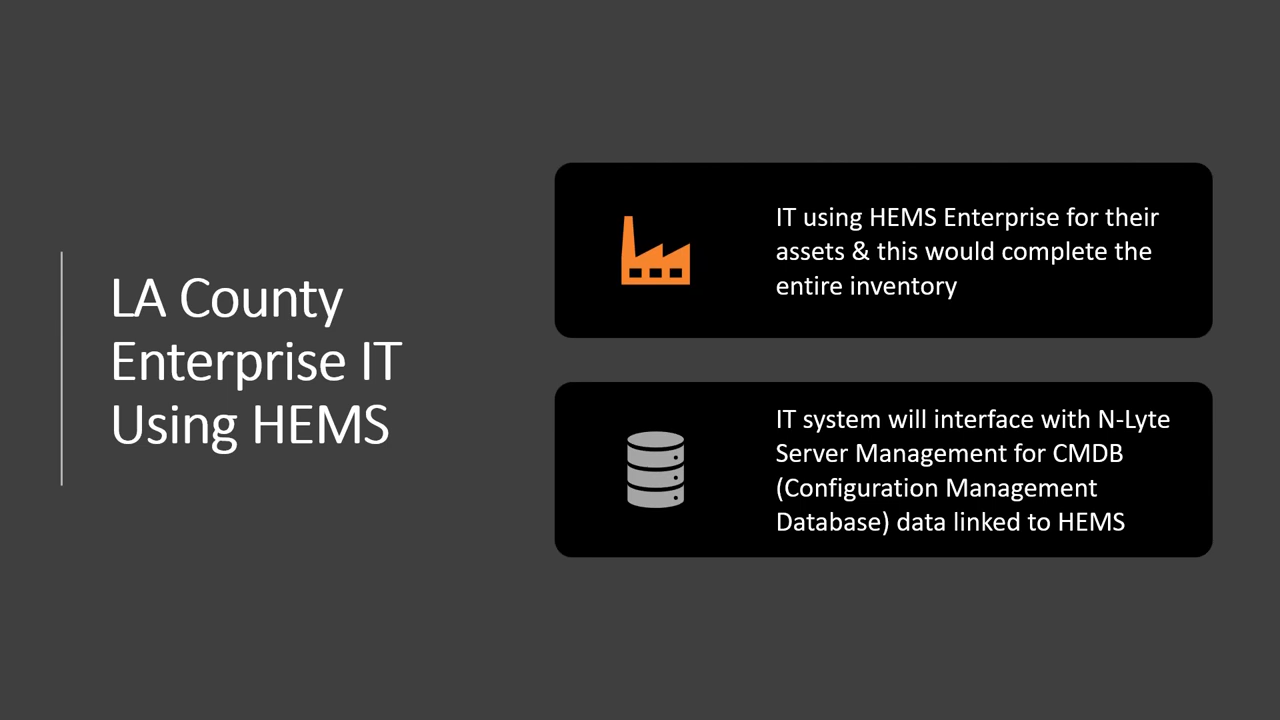 LA County
Enterprise IT
Using HEMS
IT using HEMS Enterprise for their
assets & this would complete the
entire inventory
IT system will interface with N-Lyte
Server Management for CMDB
(Configuration Management
Database) data linked to HEMS